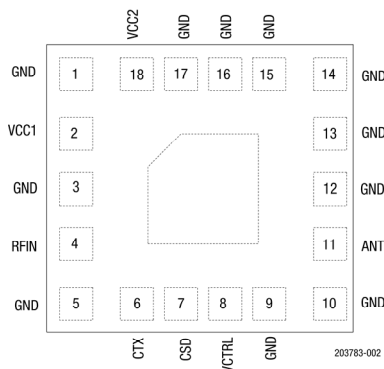 VCC2 GND GND GND
GND 1 18 17 16 15 14 GND
VCC1 2 13 GND
GND 3 12 GND
RFIN 4 11 ANT
GND 5 6 7 8 9 10 GND
CTX CSD VCTRL GND
203783-002